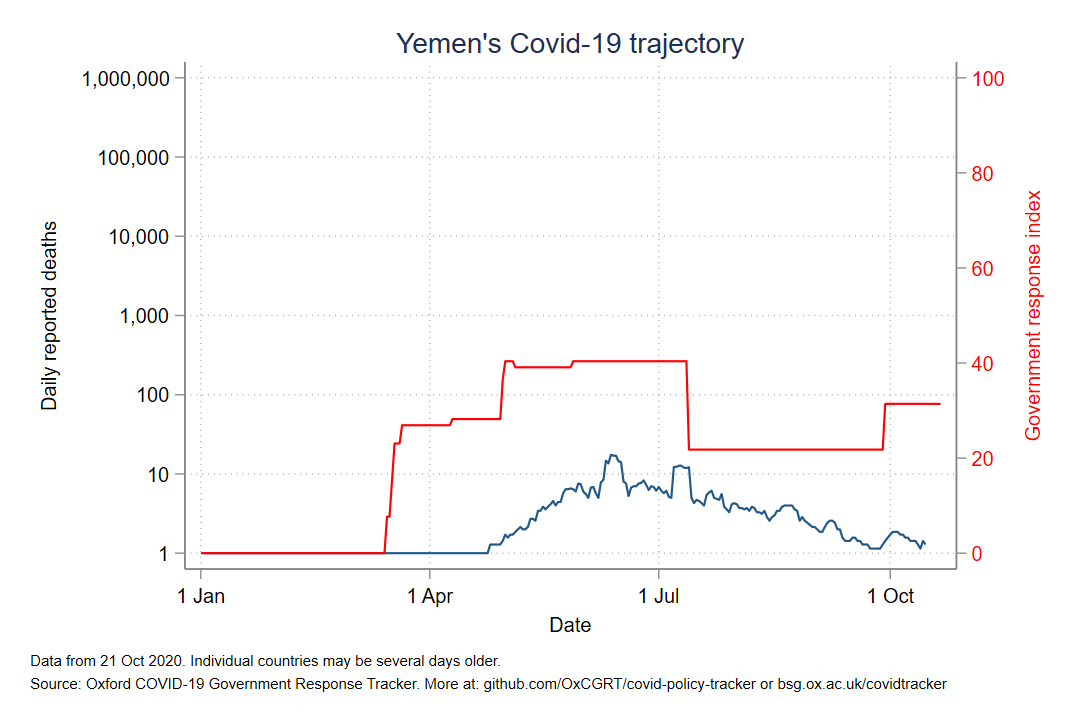 Yemen's Covid-19 trajectory
1,000,000
100,000
10,000
1,000
100
10
1
Daily reported deaths
100
80
60
40
20
0
Government response index
1 Jan
1 Apr
1 Jul
1 Oct
Date
Data from 21 Oct 2020. Individual countries may be several days older.
Source: Oxford COVID-19 Government Response Tracker. More at: github.com/OxCGRT/covid-policy-tracker or bsg.ox.ac.uk/covidtracker